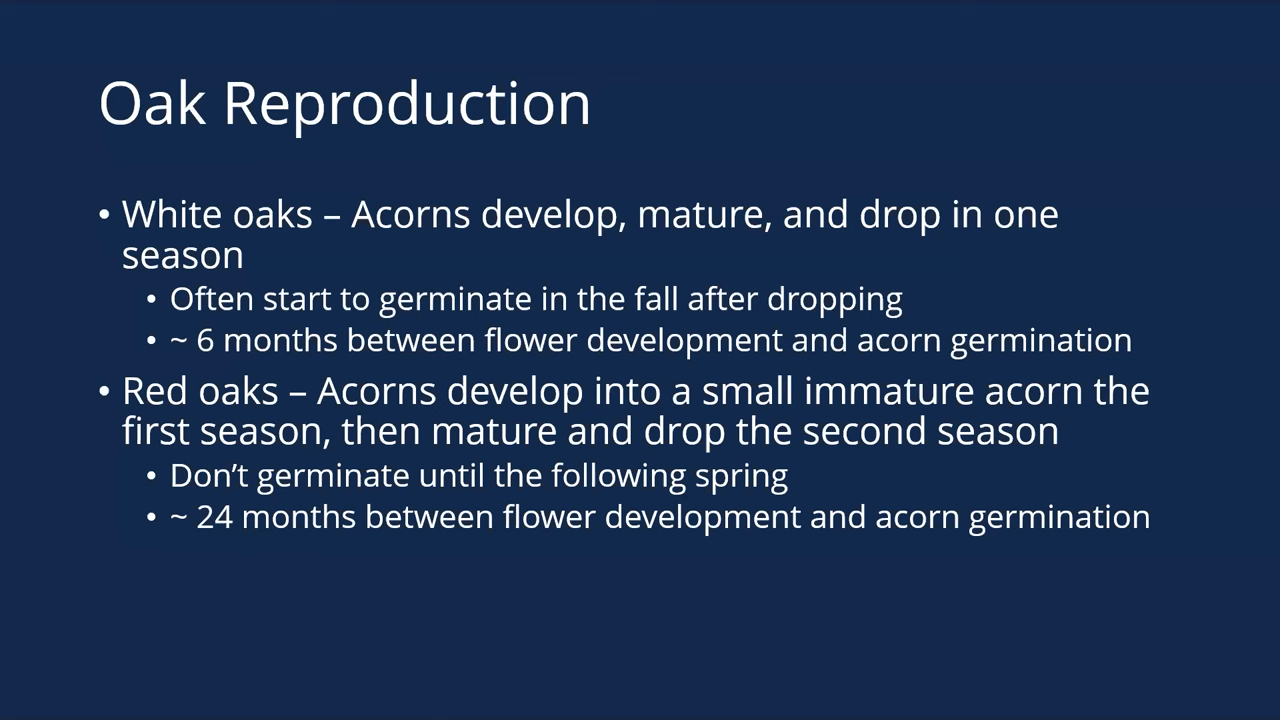 Oak Reproduction
• White oaks – Acorns develop, mature, and drop in one
season
• Often start to germinate in the fall after dropping
• ~ 6 months between flower development and acorn germination
• Red oaks – Acorns develop into a small immature acorn the
first season, then mature and drop the second season
• Don’t germinate until the following spring
• ~ 24 months between flower development and acorn germination